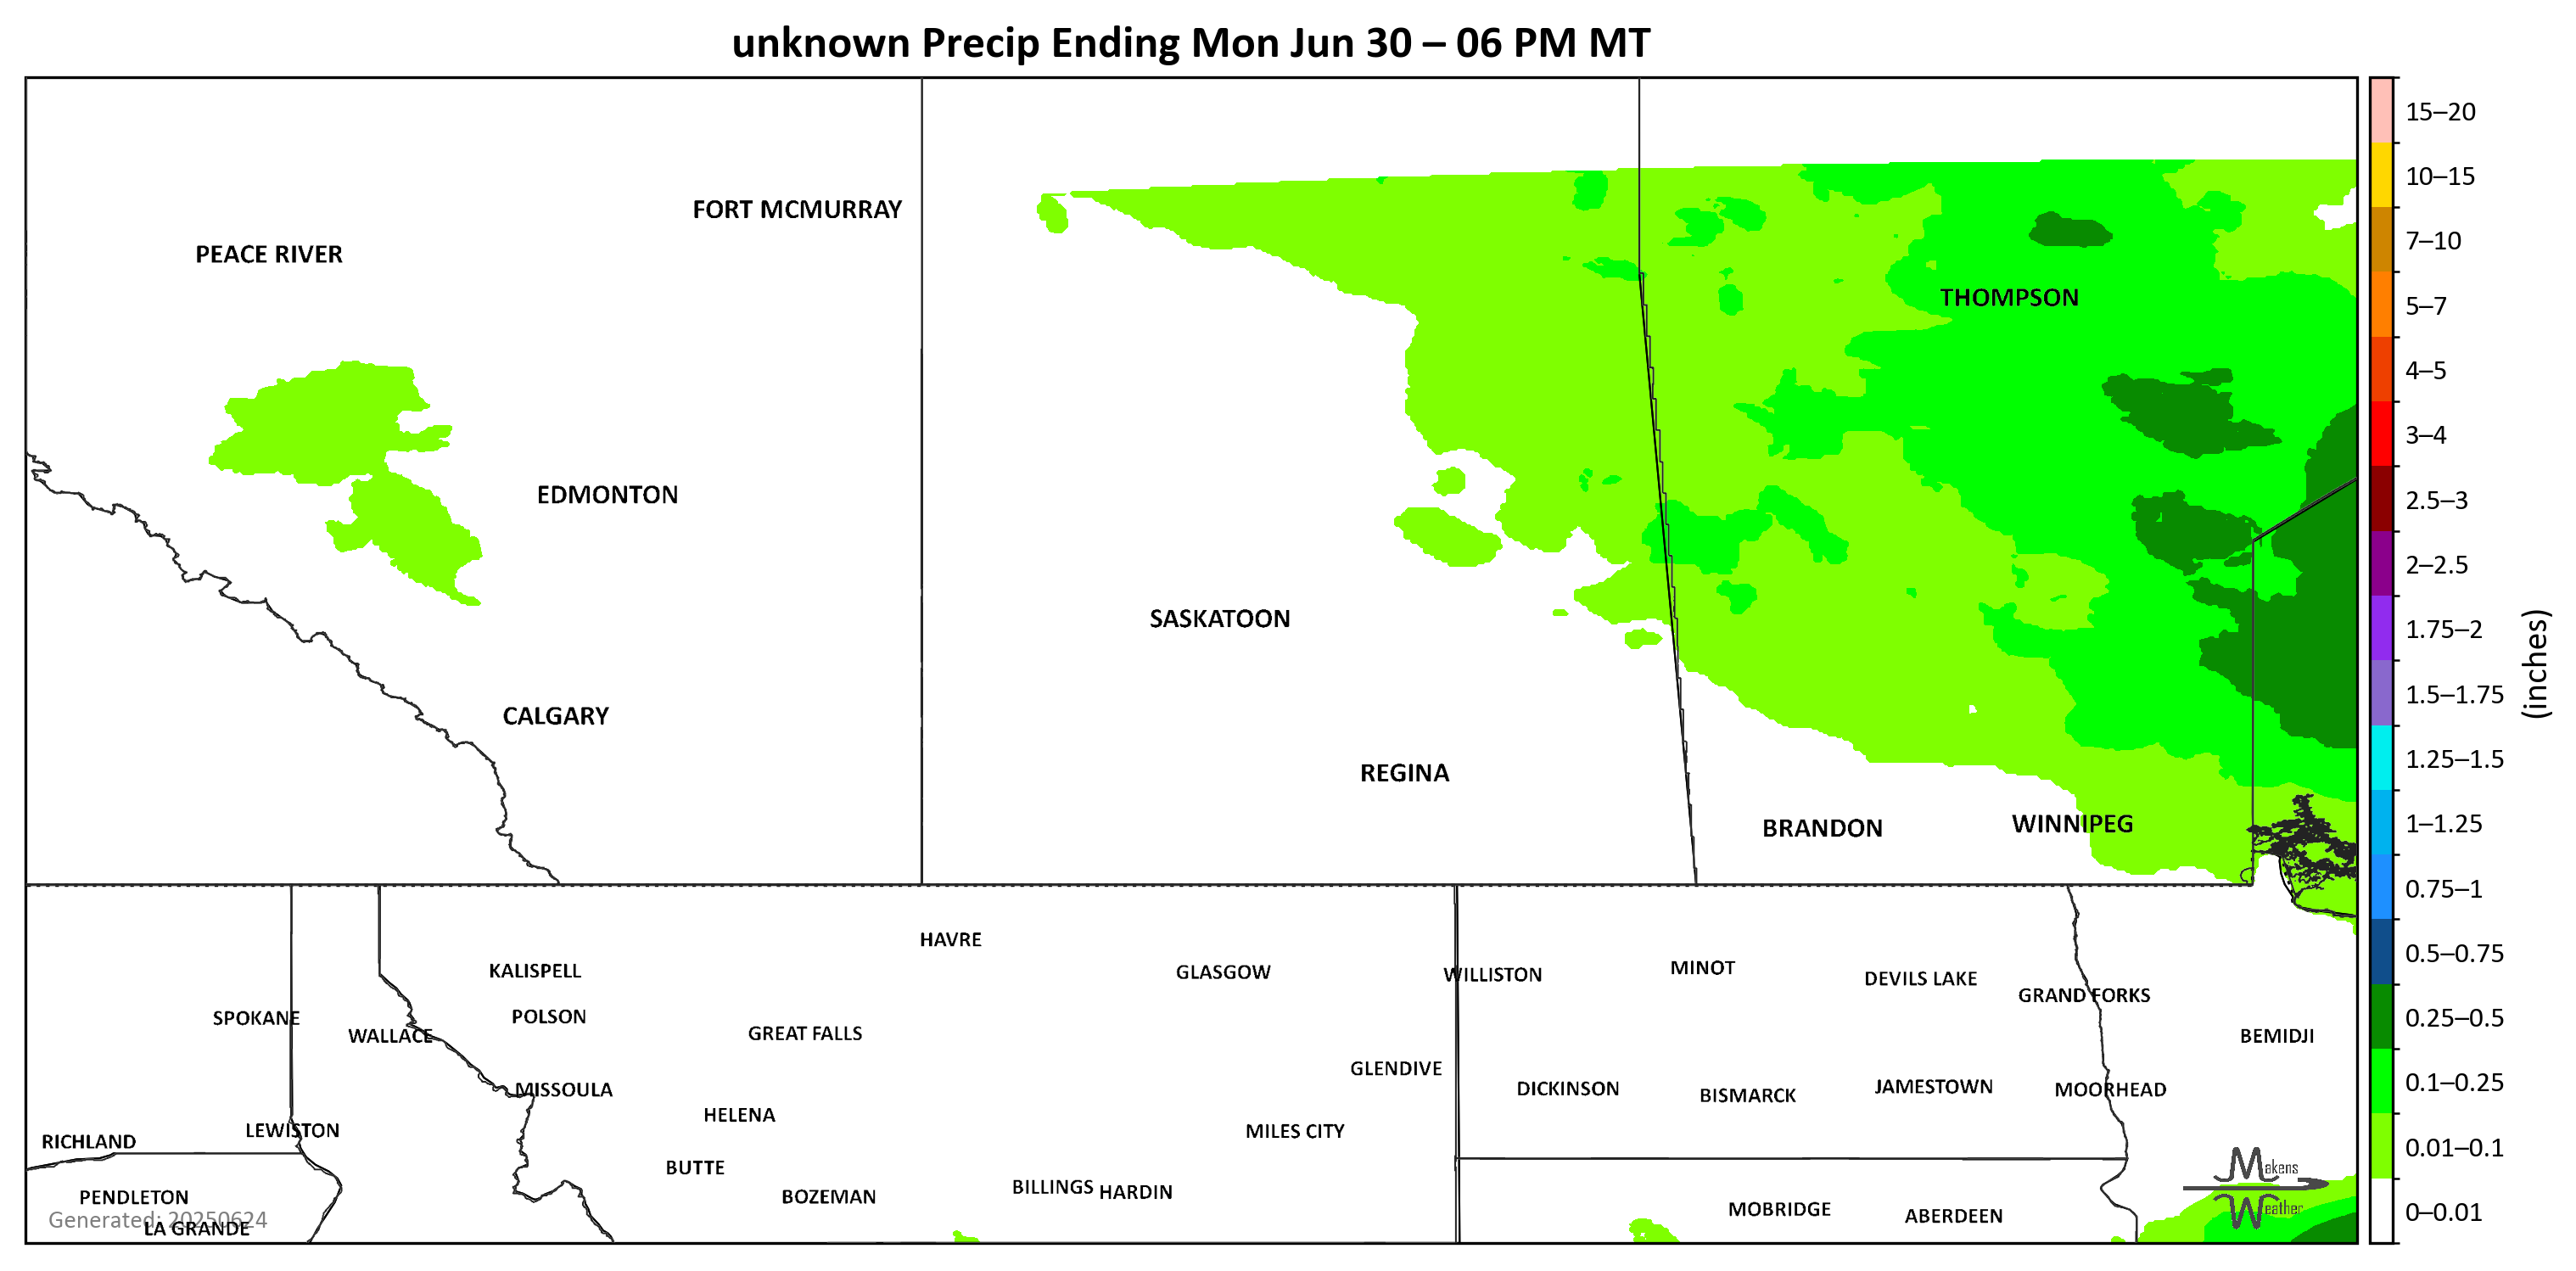 unknown Precip Ending Mon Jun 30 – 06 PM MT
15–20
10–15
7–10
5–7
4–5
3–4
2.5–3
2–2.5
1.75–2
1.5–1.75
1.25–1.5
1–1.25
0.75–1
0.5–0.75
0.25–0.5
0.1–0.25
0.01–0.1
0–0.01
(inches)
FORT MCMURRAY
PEACE RIVER
THOMPSON
EDMONTON
SASKATOON
CALGARY
REGINA
BRANDON
WINNIPEG
HAVRE
KALISPELL
GLASGOW
WILLISTON
MINOT
DEVILS LAKE
GRAND FORKS
SPOKANE
POLSON
WALLACE
GREAT FALLS
BEMIDJI
GLENDIVE
MISSOULA
DICKINSON
BISMARCK
JAMESTOWN
MOORHEAD
HELENA
LEWISTON
MILES CITY
RICHLAND
BUTTE
BILLINGS
HARDIN
PENDLETON
BOZEMAN
MOBRIDGE
ABERDEEN
Generated: 20250624
LA GRANDE
Makens
Weather